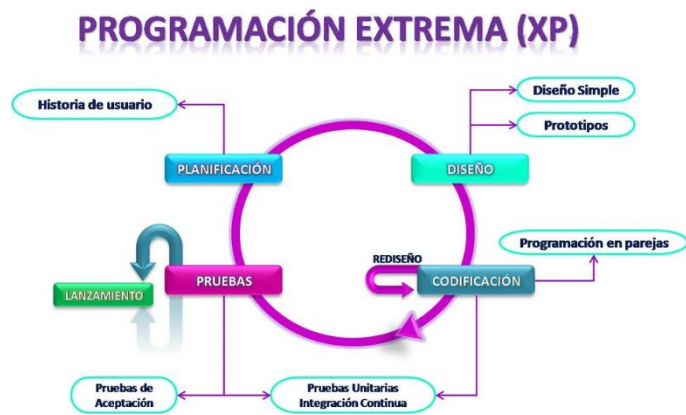 PROGRAMACIÓN EXTREMA (XP)
Historia de usuario
Diseño Simple
Prototipos
PLANIFICACIÓN
DISEÑO
Programación en parejas
REDISEÑO
PRUEBAS
CODIFICACIÓN
LANZAMIENTO
Pruebas de
Aceptación
Pruebas Unitarias
Integración Continua